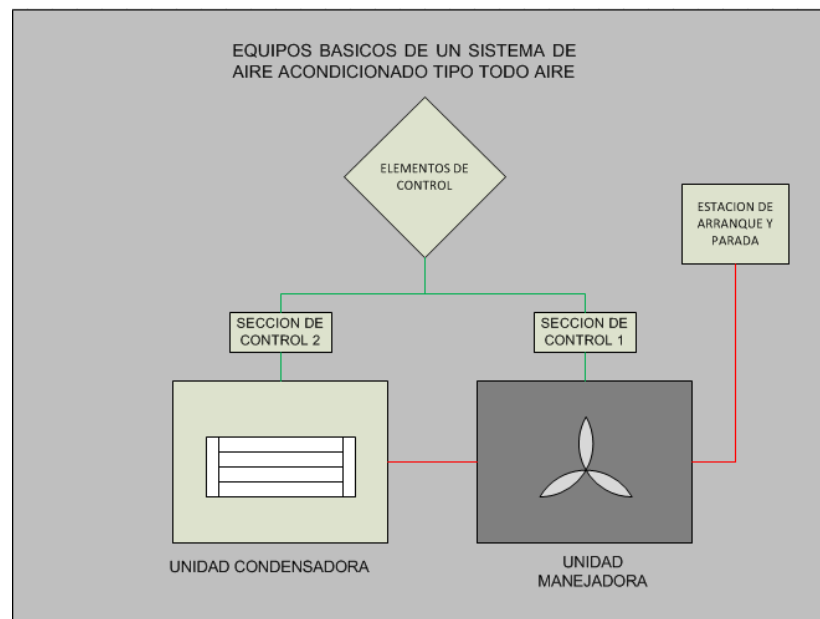 EQUIPOS BASICOS DE UN SISTEMA DE
AIRE ACONDICIONADO TIPO TODO AIRE
ELEMENTOS DE
CONTROL
ESTACION DE
ARRANQUE Y
PARADA
SECCION DE
CONTROL 2
SECCION DE
CONTROL 1
UNIDAD CONDENSADORA
UNIDAD
MANEJADORA